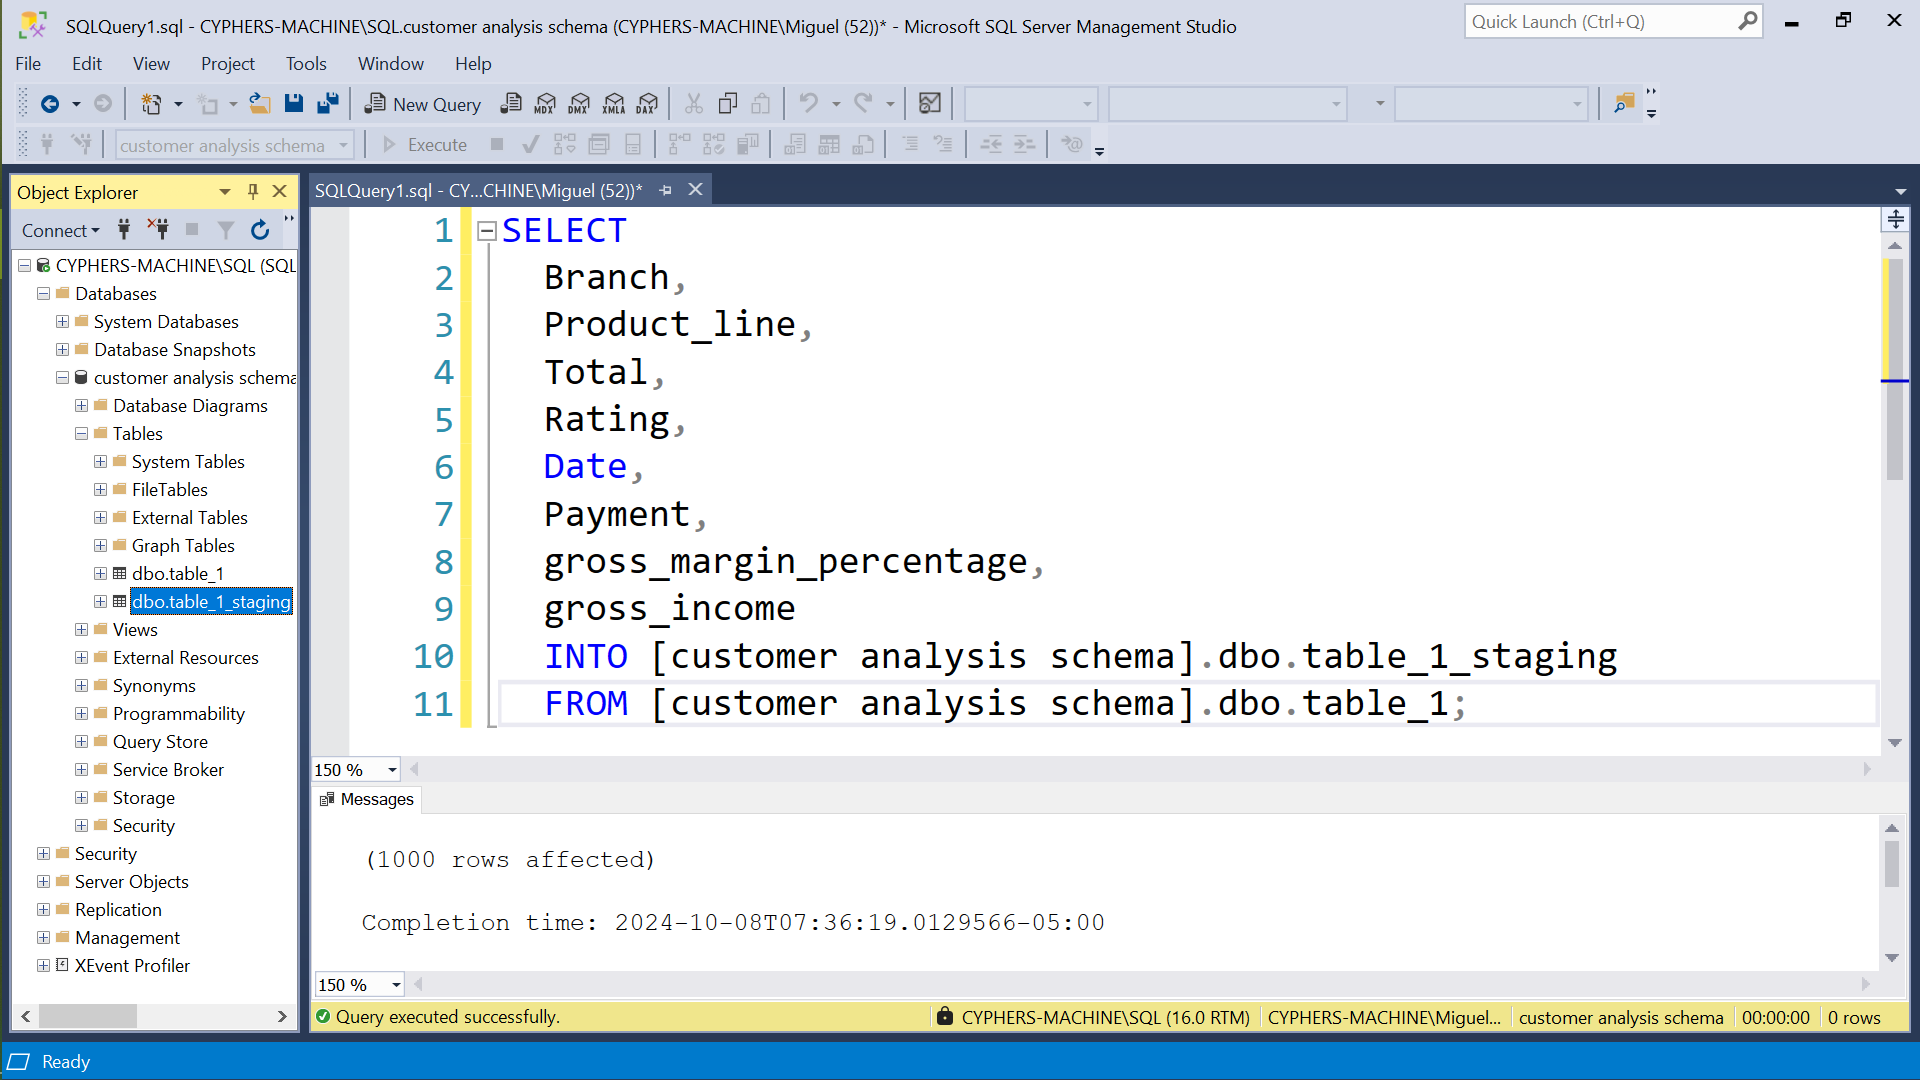 SQLQuery1.sql - CYPHERS-MACHINE\SQL.customer analysis schema (CYPHERS-MACHINE\Miguel (52))* - Microsoft SQL Server Management Studio
Quick Launch (Ctrl+Q)
File Edit View Project Tools Window Help
New Query MDX DMX XMLA DAX
customer analysis schema Execute
Object Explorer
SQLQuery1.sql - CY...CHINE\Miguel (52))*
Connect
CYPHERS-MACHINE\SQL (SQL
Databases
System Databases
Database Snapshots
customer analysis schema
Database Diagrams
Tables
System Tables
FileTables
External Tables
Graph Tables
dbo.table_1
dbo.table_1_staging
Views
External Resources
Synonyms
Programmability
Query Store
Service Broker
Storage
Security
Security
Server Objects
Replication
Management
XEvent Profiler
1 SELECT
2 Branch,
3 Product_line,
4 Total,
5 Rating,
6 Date,
7 Payment,
8 gross_margin_percentage,
9 gross_income
10 INTO [customer analysis schema].dbo.table_1_staging
11 FROM [customer analysis schema].dbo.table_1;
150 %
Messages
(1000 rows affected)
Completion time: 2024-10-08T07:36:19.0129566-05:00
150 %
Query executed successfully. CYPHERS-MACHINE\SQL (16.0 RTM) CYPHERS-MACHINE\Miguel... customer analysis schema 00:00:00 0 rows
Ready